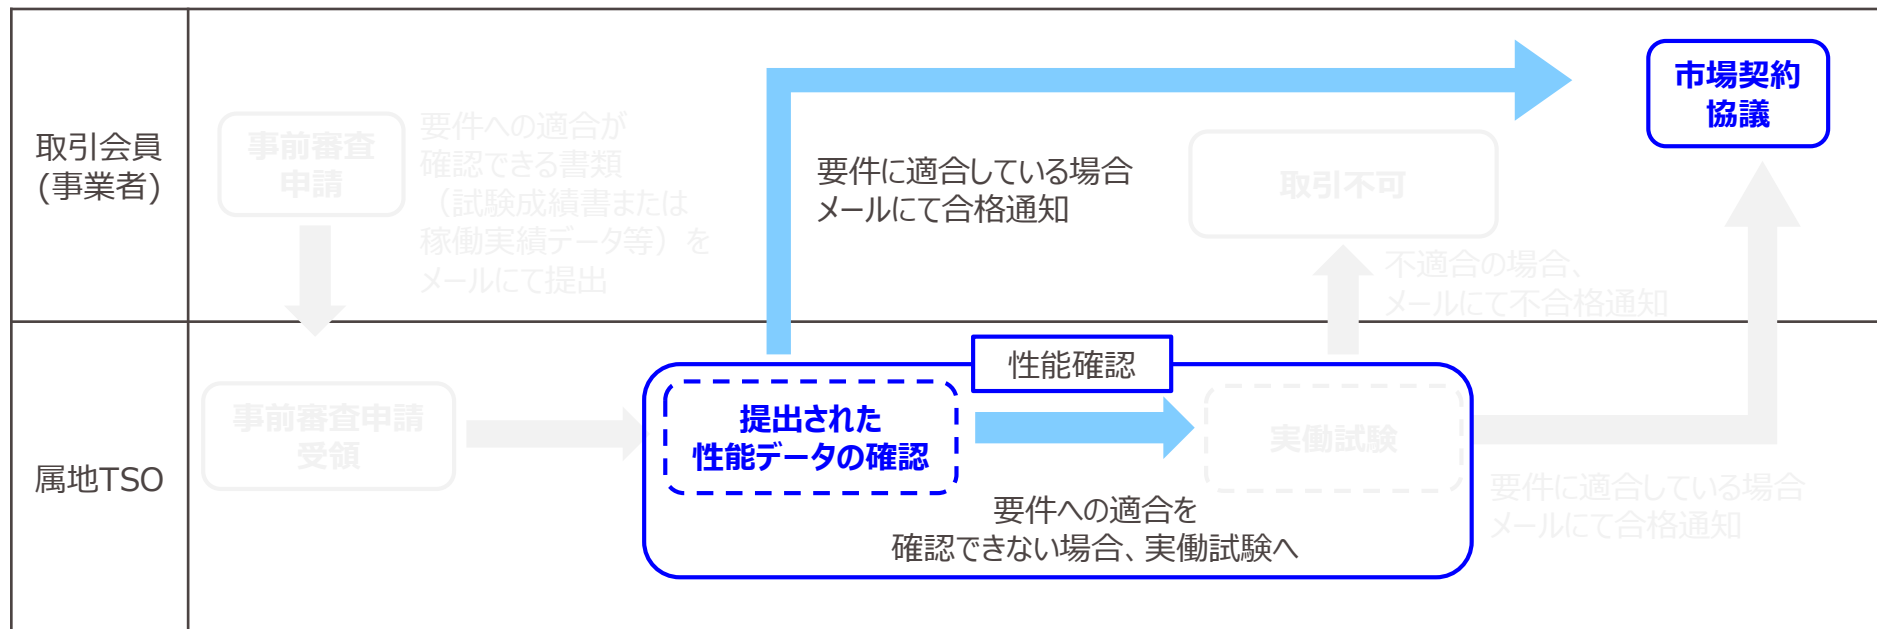 取引会員
(事業者)
事前審査
申請
要件への適合が
確認できる書類
（試験成績書または
稼働実績データ等）を
メールにて提出
要件に適合している場合
メールにて合格通知
取引不可
市場契約
協議
不適合の場合、
メールにて不合格通知
属地TSO
事前審査申請
受領
性能確認
提出された
性能データの確認
実働試験
要件への適合を
確認できない場合、実働試験へ
要件に適合している場合
メールにて合格通知